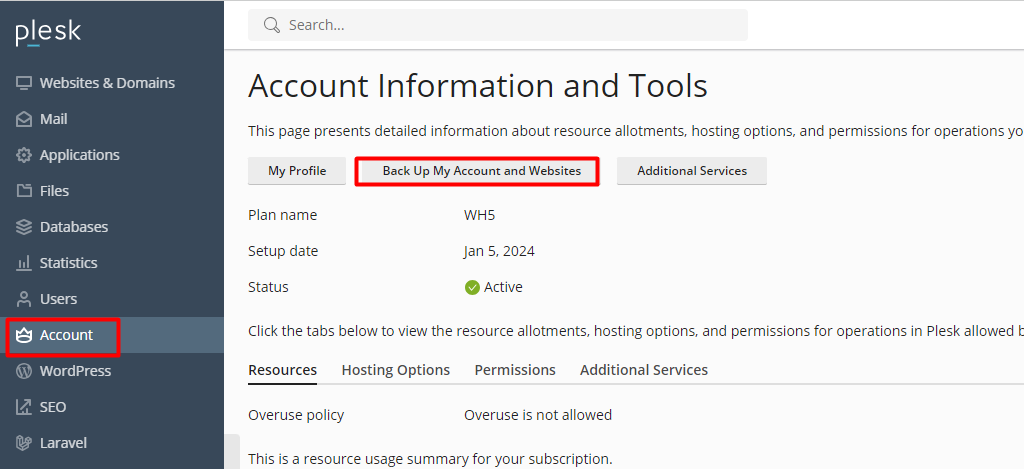 plesk
Search...
Websites & Domains
Mail
Applications
Files
Databases
Statistics
Users
Account
WordPress
SEO
Laravel
Account Information and Tools
This page presents detailed information about resource allotments, hosting options, and permissions for operations yo
My Profile
Back Up My Account and Websites
Additional Services
Plan name WH5
Setup date Jan 5, 2024
Status Active
Click the tabs below to view the resource allotments, hosting options, and permissions for operations in Plesk allowed b
Resources Hosting Options Permissions Additional Services
Overuse policy Overuse is not allowed
This is a resource usage summary for your subscription.